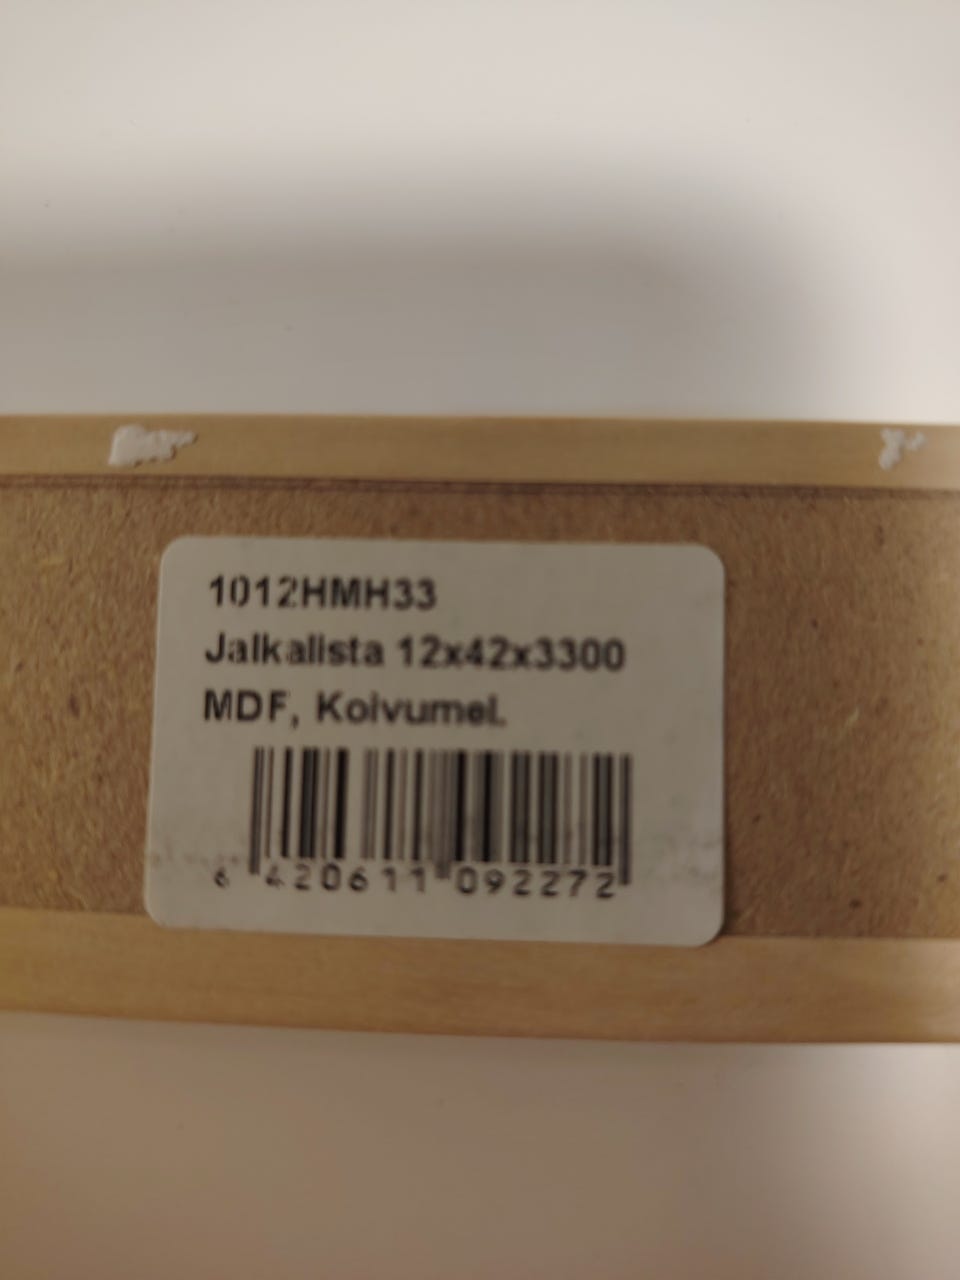 1012HMH33
Jalkalista 12x42x3300
MDF, Koivumel.
6 420611 092272